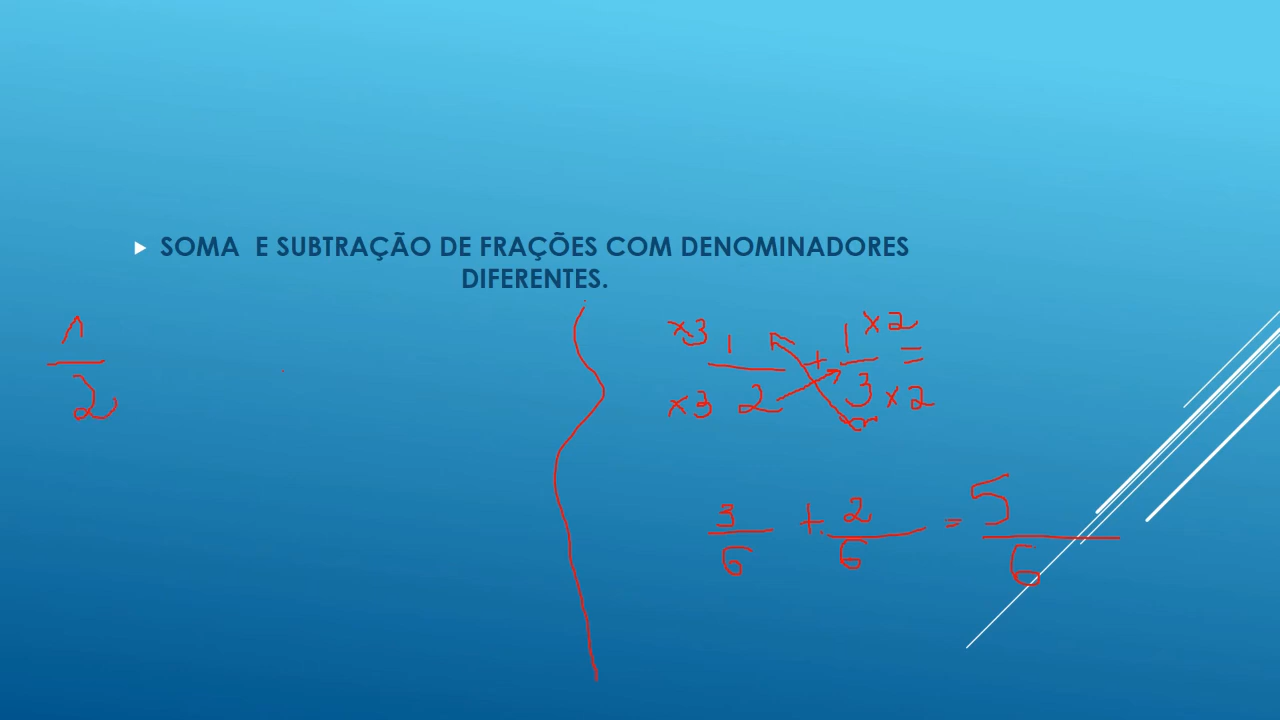 SOMA E SUBTRAÇÃO DE FRAÇÕES COM DENOMINADORES
DIFERENTES.
1
2
×3 1 + 1 ×2 =
×3 2 3 ×2
3 + 2 = 5
6 6 6